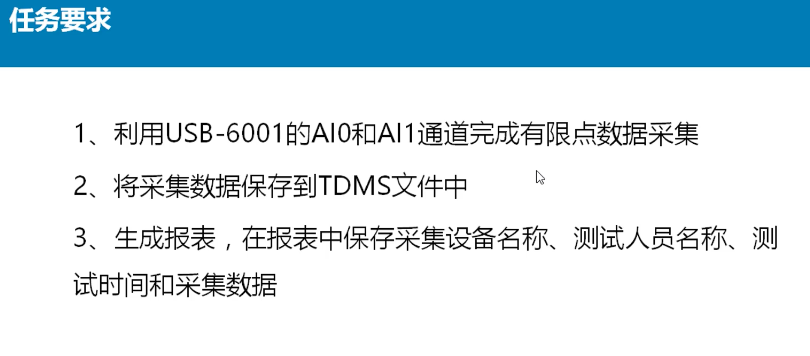 任务要求
1、利用USB-6001的AI0和AI1通道完成有限点数据采集
2、将采集数据保存到TDMS文件中
3、生成报表，在报表中保存采集设备名称、测试人员名称、测
试时间和采集数据